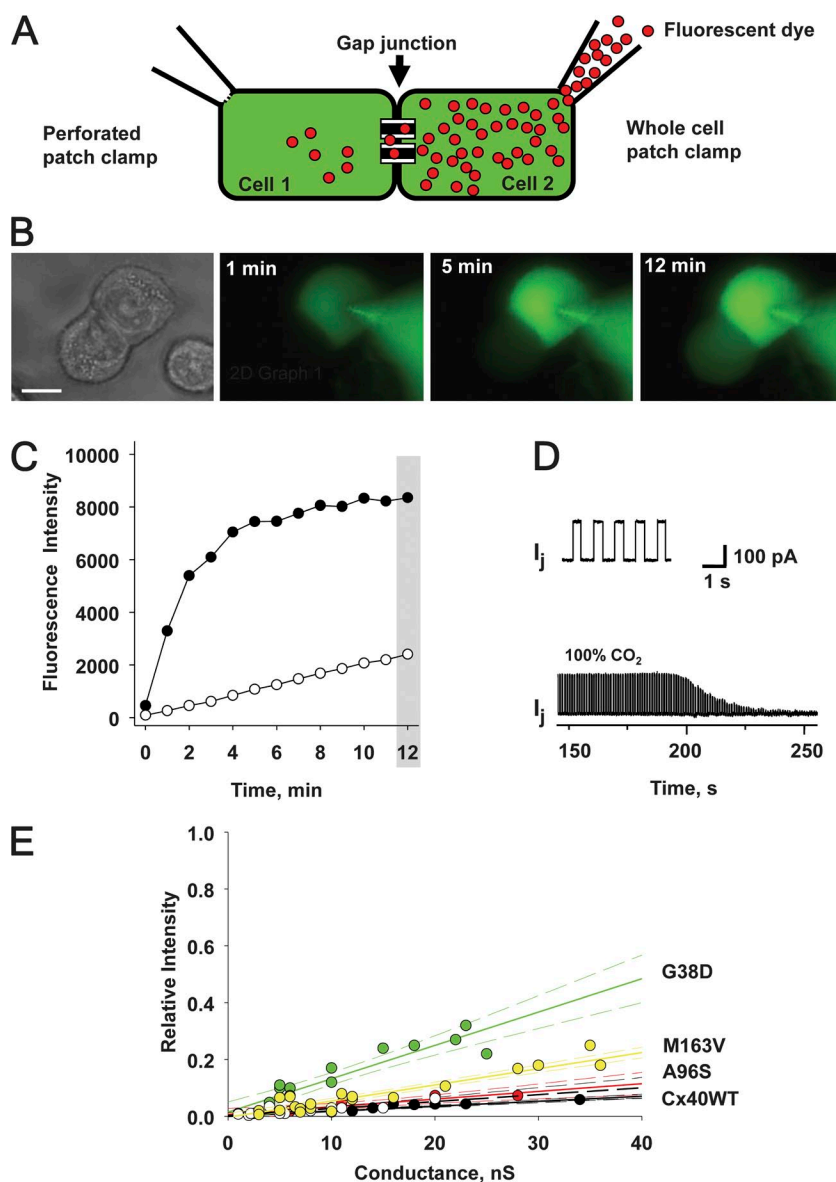 A
Gap junction
Fluorescent dye
Perforated
patch clamp
Whole cell
patch clamp
Cell 1
Cell 2
B
1 min
5 min
12 min
2D Graph 1
C
D
10000
8000
6000
4000
2000
0
Fluorescence Intensity
0 2 4 6 8 10 12
Time, min
Ij
100 pA
1 s
100% CO2
Ij
150 200 250
Time, s
E
1.0
0.8
0.6
0.4
0.2
0.0
Relative Intensity
G38D
M163V
A96S
Cx40WT
0 10 20 30 40
Conductance, nS